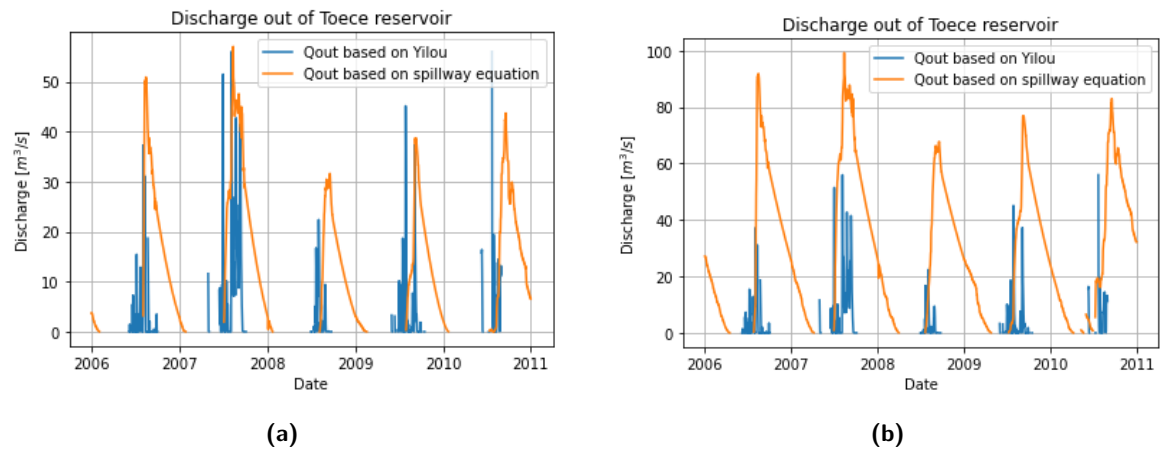 Discharge out of Toece reservoir
Qout based on Yilou
Qout based on spillway equation
Discharge [m³/s]
50
40
30
20
10
0
2006 2007 2008 2009 2010 2011
Date
(a)
Discharge out of Toece reservoir
Qout based on Yilou
Qout based on spillway equation
Discharge [m³/s]
100
80
60
40
20
0
2006 2007 2008 2009 2010 2011
Date
(b)